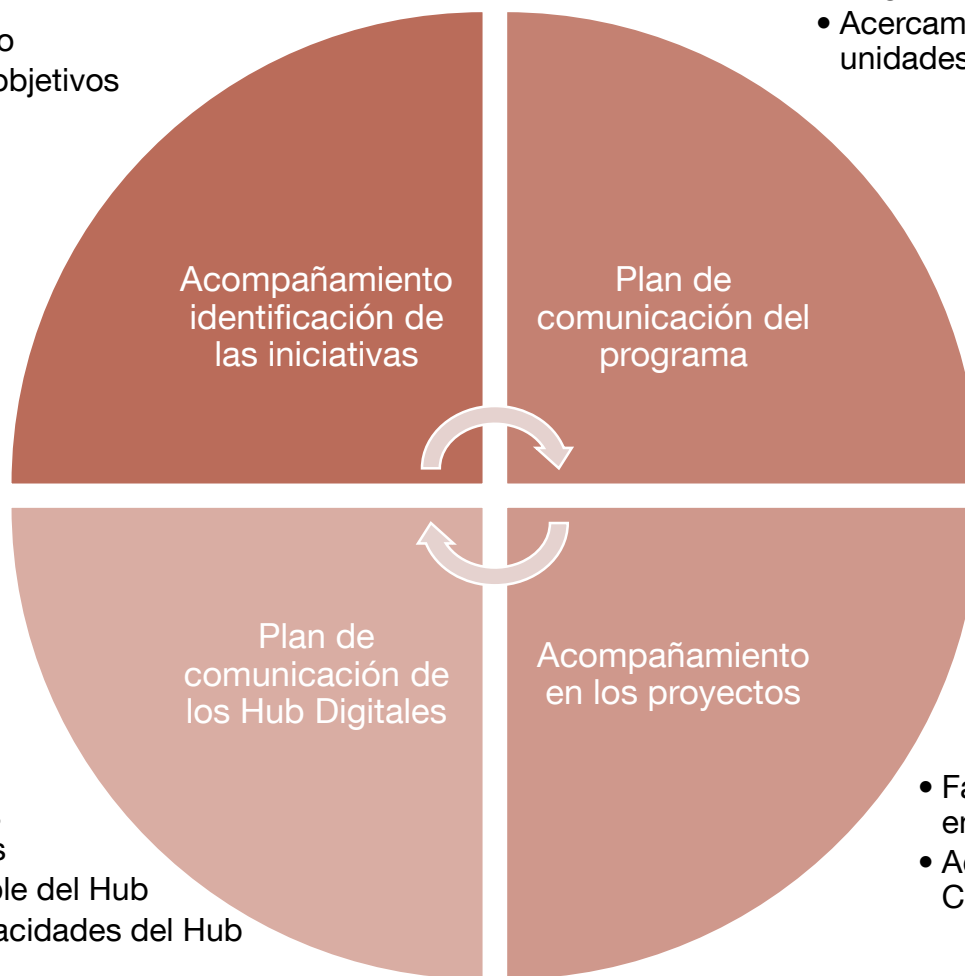 o
objetivos
• Acercam
unidades
Acompañamiento
identificación de
las iniciativas
Plan de
comunicación del
programa
Plan de
comunicación de
los Hub Digitales
Acompañamiento
en los proyectos
s
ble del Hub
acidades del Hub
• Fa
er
• Ac
C